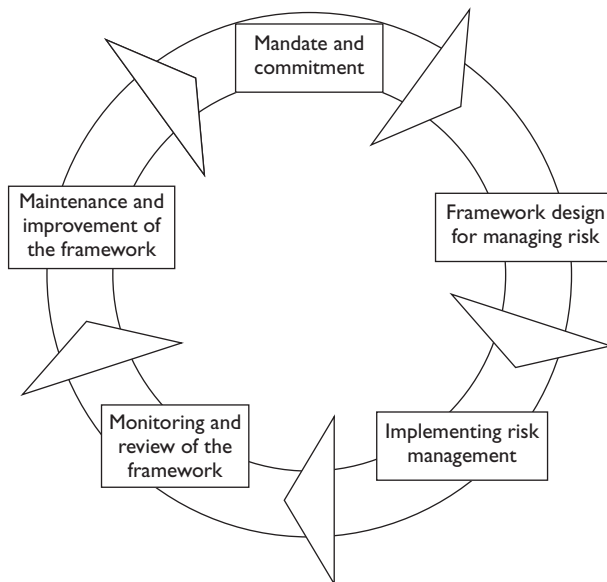 Mandate and
commitment
Framework design
for managing risk
Implementing risk
management
Monitoring and
review of the
framework
Maintenance and
improvement of
the framework